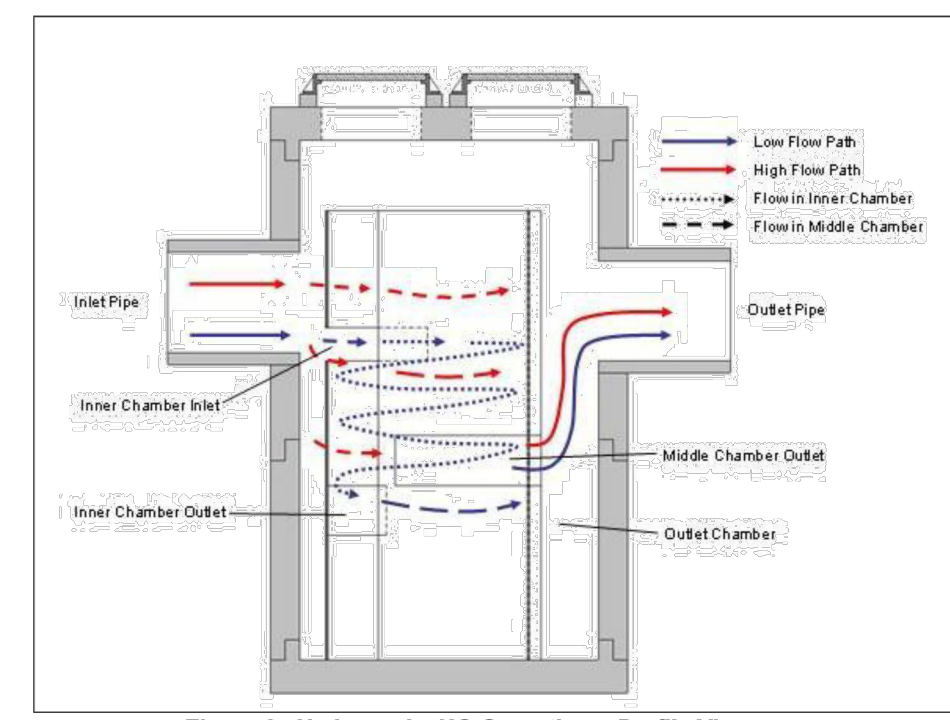 Low Flow Path
High Flow Path
Flow in Inner Chamber
Flow in Middle Chamber
Inlet Pipe
Outlet Pipe
Inner Chamber Inlet
Middle Chamber Outlet
Inner Chamber Outlet
Outlet Chamber